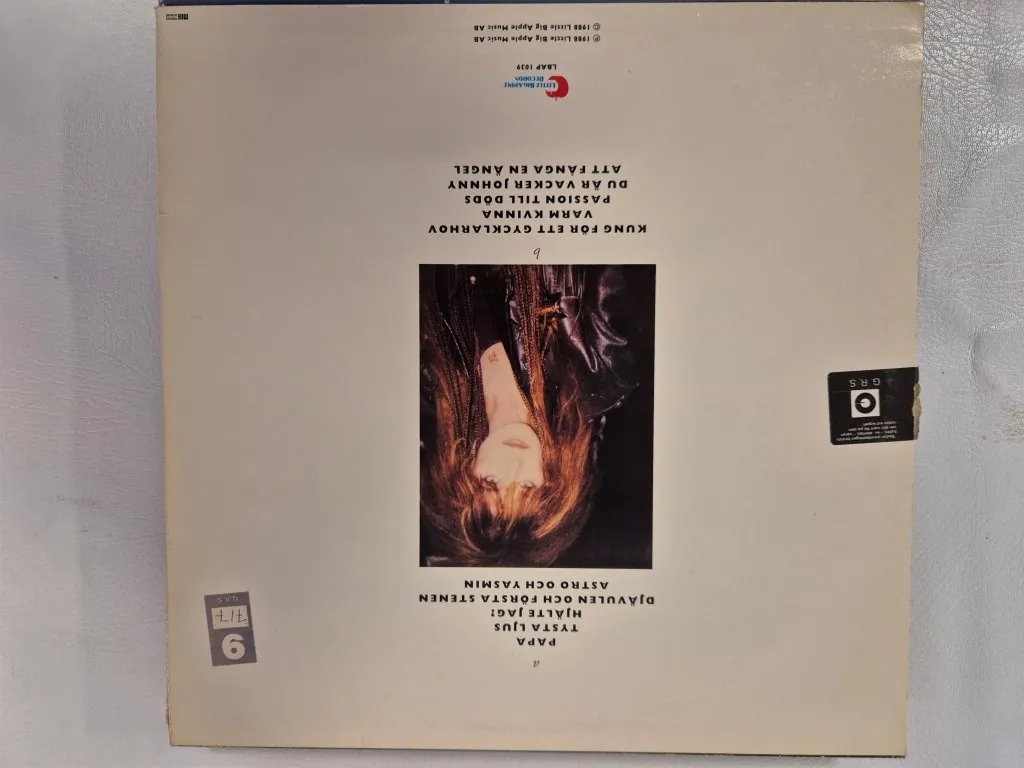 a
PAPA
TYSTA LJUS
HJÄLTE JAG?
DJÄVULEN OCH FÖRSTA STENEN
ASTRO OCH YASMIN
b
KUNG FÖR ETT GYCKLARHOV
VARM KVINNA
PASSION TILL DÖDS
DU ÄR VACKER JOHNNY
ATT FÅNGA EN ÄNGEL
LITTLE BIG APPLE
RECORDS
LBAP 1039
Ⓟ 1988 Little Big Apple Music AB
© 1988 Little Big Apple Music AB
G.R.S
9
717
G.R.S